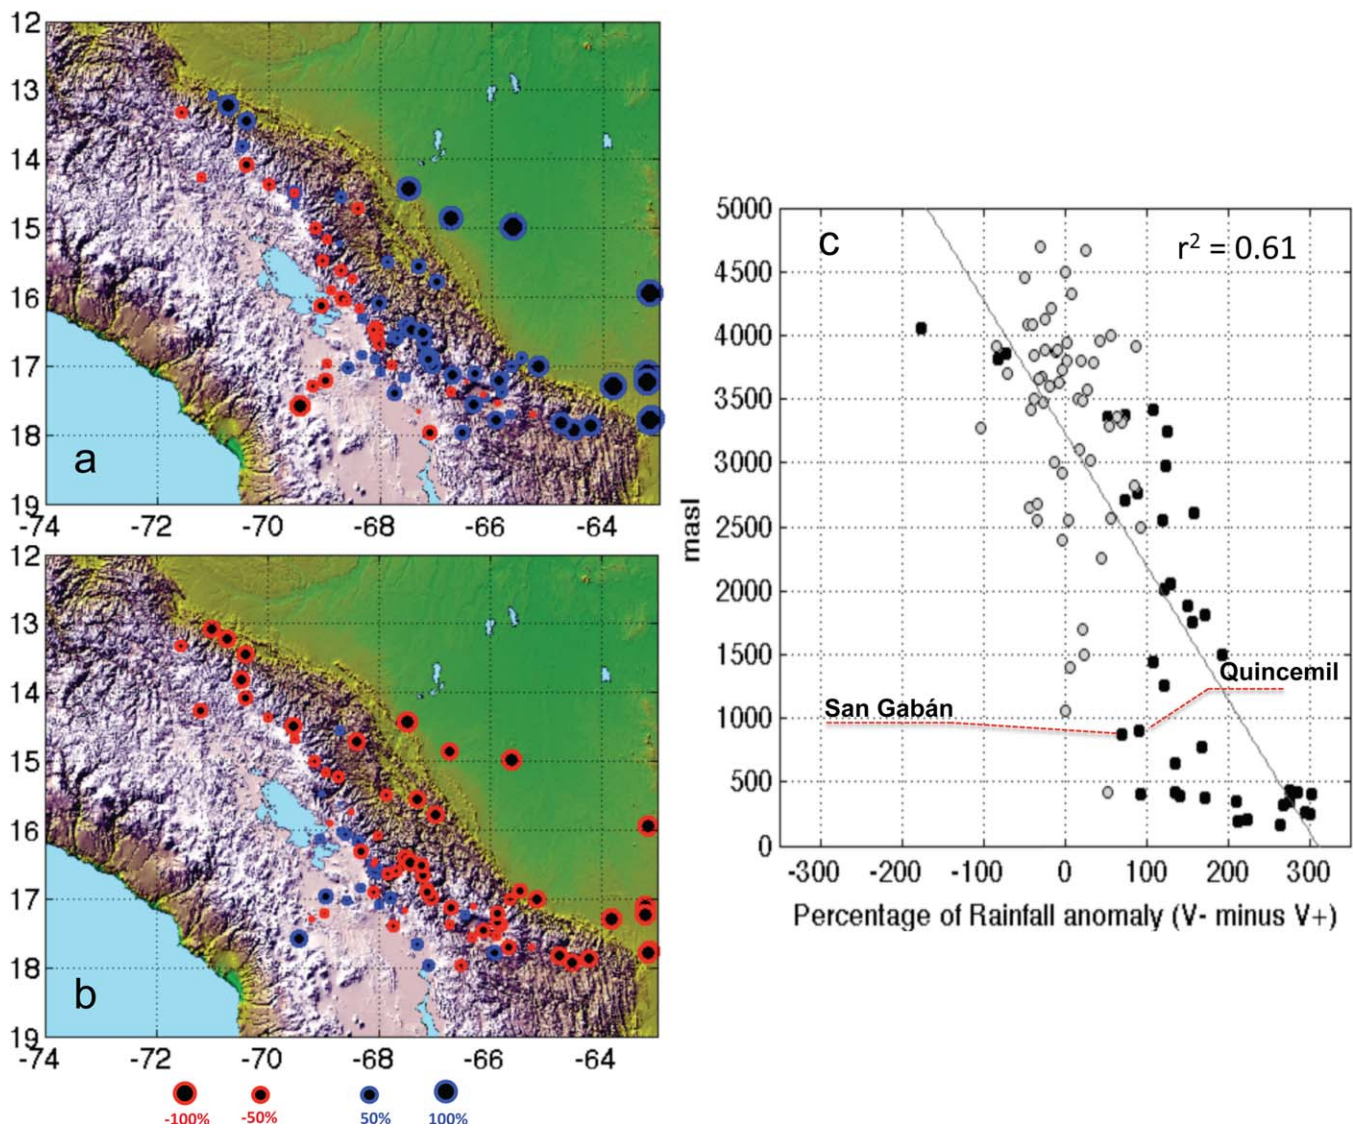 12
13
14
15
16
17
18
19
a
-74 -72 -70 -68 -66 -64
12
13
14
15
16
17
18
19
b
-74 -72 -70 -68 -66 -64
-100% -50% 50% 100%
c
r² = 0.61
5000
4500
4000
3500
3000
2500
2000
1500
1000
500
0
masl
San Gabán
Quincemil
-300 -200 -100 0 100 200 300
Percentage of Rainfall anomaly (V- minus V+)